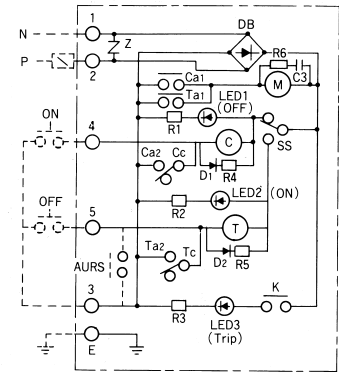 1
DB
N
Z
R6
P
2
C3
Ca1
M
Ta1
LED1
(OFF)
R1
SS
ON
4
Ca2
Cc
C
D1
R4
LED2 (ON)
R2
OFF
5
T
Ta2
Tc
D2
R5
AURS
3
K
R3
LED3
(Trip)
E